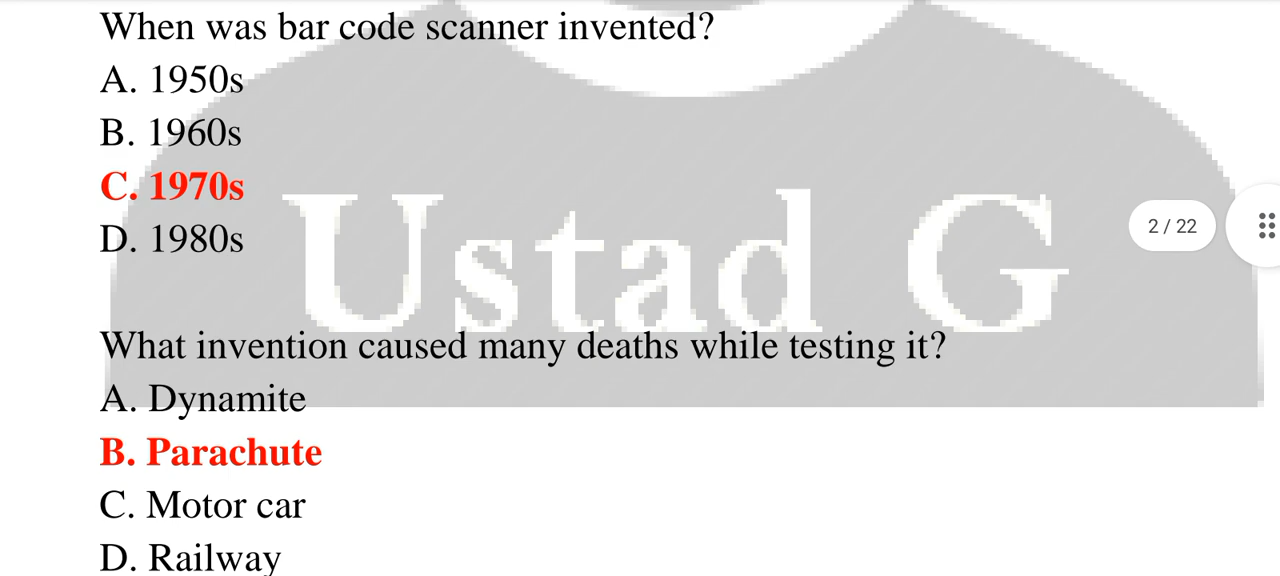 When was bar code scanner invented?
A. 1950s
B. 1960s
C. 1970s
D. 1980s
Ustad G
2 / 22
What invention caused many deaths while testing it?
A. Dynamite
B. Parachute
C. Motor car
D. Railway